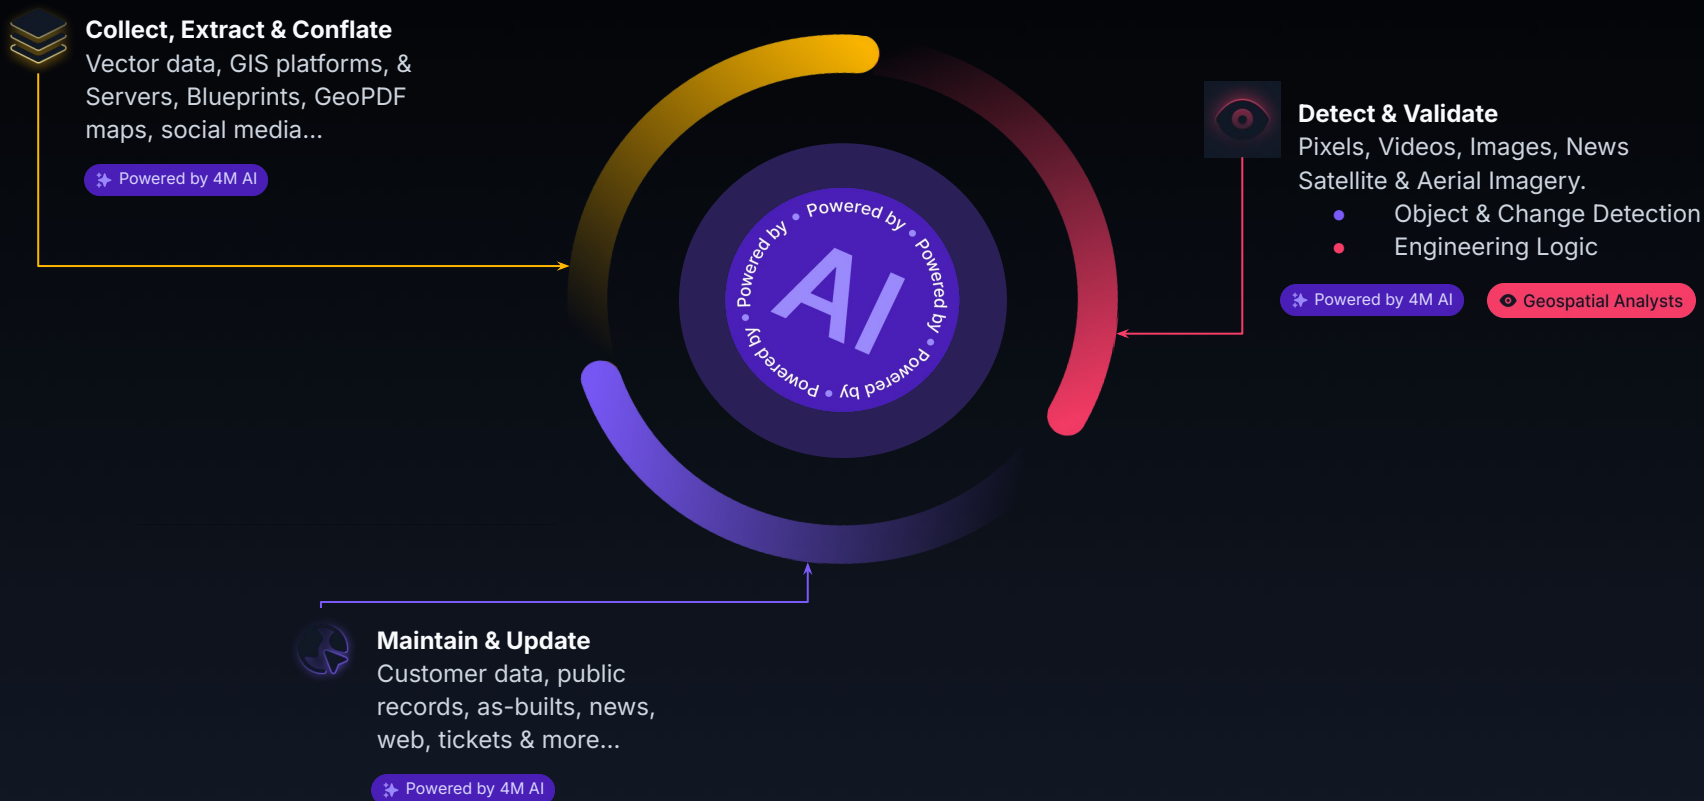 Collect, Extract & Conflate
Vector data, GIS platforms, &
Servers, Blueprints, GeoPDF
maps, social media...
Powered by 4M AI
Powered by • Powered by • Powered by • Powered by • Powered by •
AI
Detect & Validate
Pixels, Videos, Images, News
Satellite & Aerial Imagery.
• Object & Change Detection
• Engineering Logic
Powered by 4M AI
Geospatial Analysts
Maintain & Update
Customer data, public
records, as-builts, news,
web, tickets & more...
Powered by 4M AI